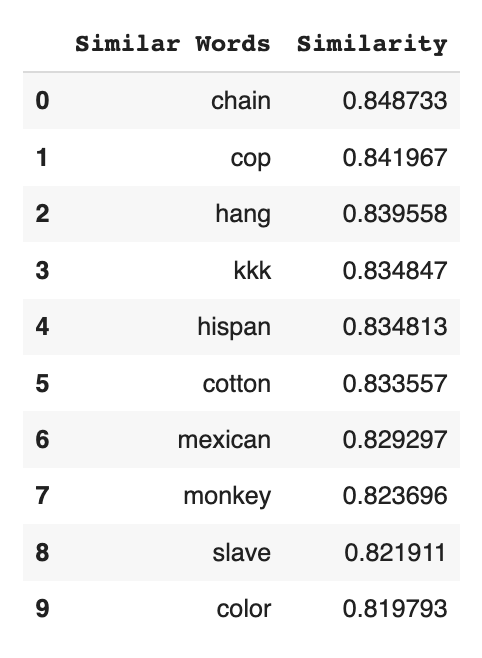 Similar Words Similarity
0 chain 0.848733
1 cop 0.841967
2 hang 0.839558
3 kkk 0.834847
4 hispan 0.834813
5 cotton 0.833557
6 mexican 0.829297
7 monkey 0.823696
8 slave 0.821911
9 color 0.819793